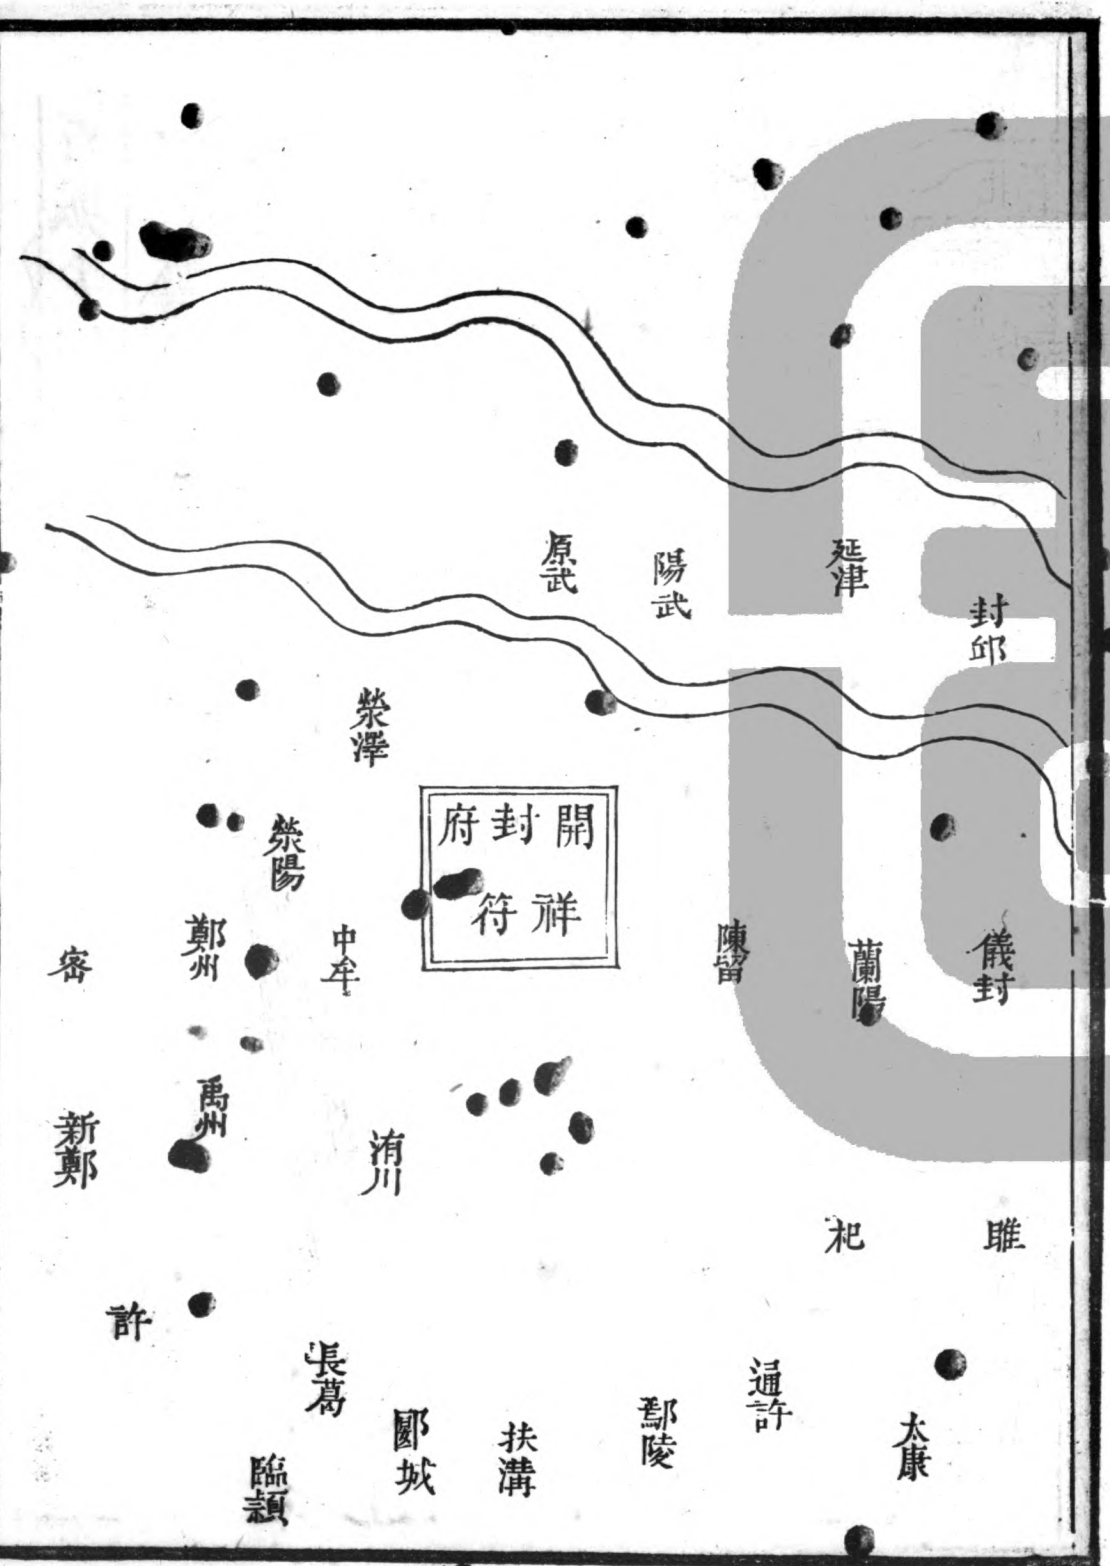 封邱
延津
陽武
原武
滎澤
滎陽
開封府
祥符
儀封
蘭陽
陳留
中牟
鄭州
密
禹州
新鄭
洧川
睢
杞
許
太康
通許
鄢陵
扶溝
郾城
張葛
臨潁